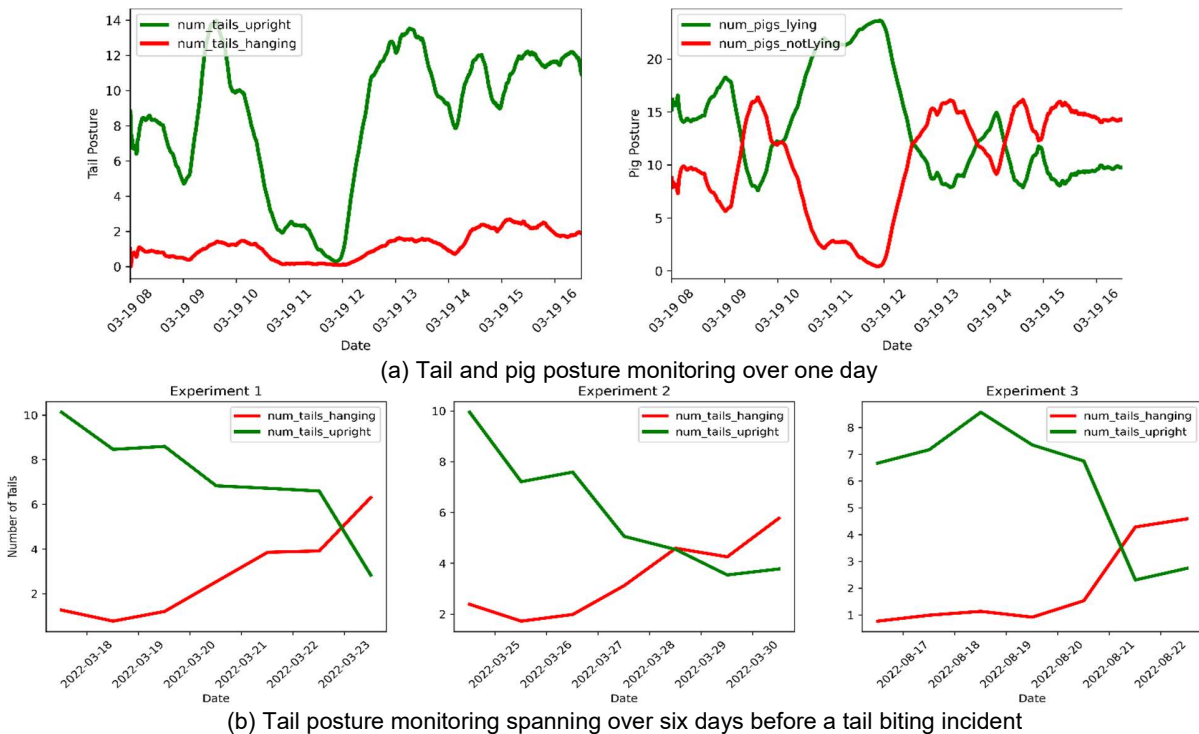 num_tails_upright
num_tails_hanging
Tail Posture
14
12
10
8
6
4
2
0
03-19 08
03-19 09
03-19 10
03-19 11
03-19 12
03-19 13
03-19 14
03-19 15
03-19 16
Date
num_pigs_lying
num_pigs_notLying
Pig Posture
20
15
10
5
0
03-19 08
03-19 09
03-19 10
03-19 11
03-19 12
03-19 13
03-19 14
03-19 15
03-19 16
Date
(a) Tail and pig posture monitoring over one day
Experiment 1
num_tails_hanging
num_tails_upright
Number of Tails
10
8
6
4
2
2022-03-18
2022-03-19
2022-03-20
2022-03-21
2022-03-22
2022-03-23
Date
Experiment 2
num_tails_hanging
num_tails_upright
10
8
6
4
2
2022-03-25
2022-03-26
2022-03-27
2022-03-28
2022-03-29
2022-03-30
Date
Experiment 3
num_tails_hanging
num_tails_upright
8
7
6
5
4
3
2
1
2022-08-17
2022-08-18
2022-08-19
2022-08-20
2022-08-21
2022-08-22
Date
(b) Tail posture monitoring spanning over six days before a tail biting incident